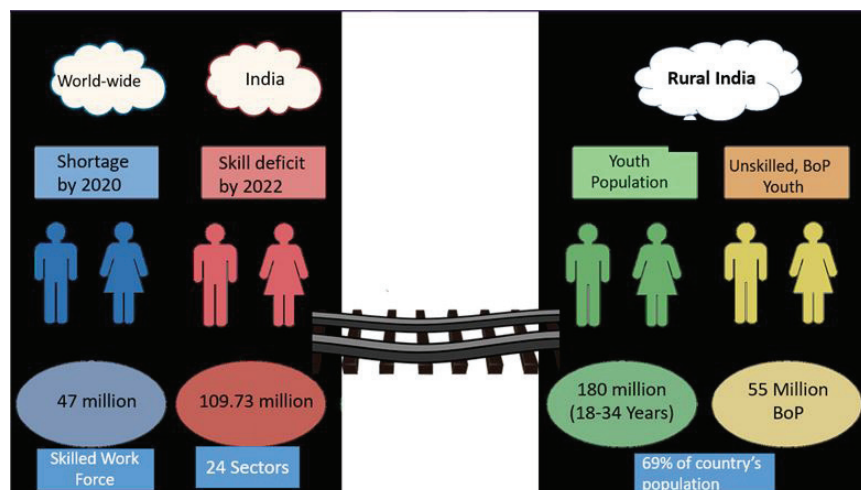 World-wide
India
Rural India
Shortage
by 2020
Skill deficit
by 2022
Youth
Population
Unskilled, BoP
Youth
47 million
109.73 million
180 million
(18-34 Years)
55 Million
BoP
Skilled Work
Force
24 Sectors
69% of country's
population